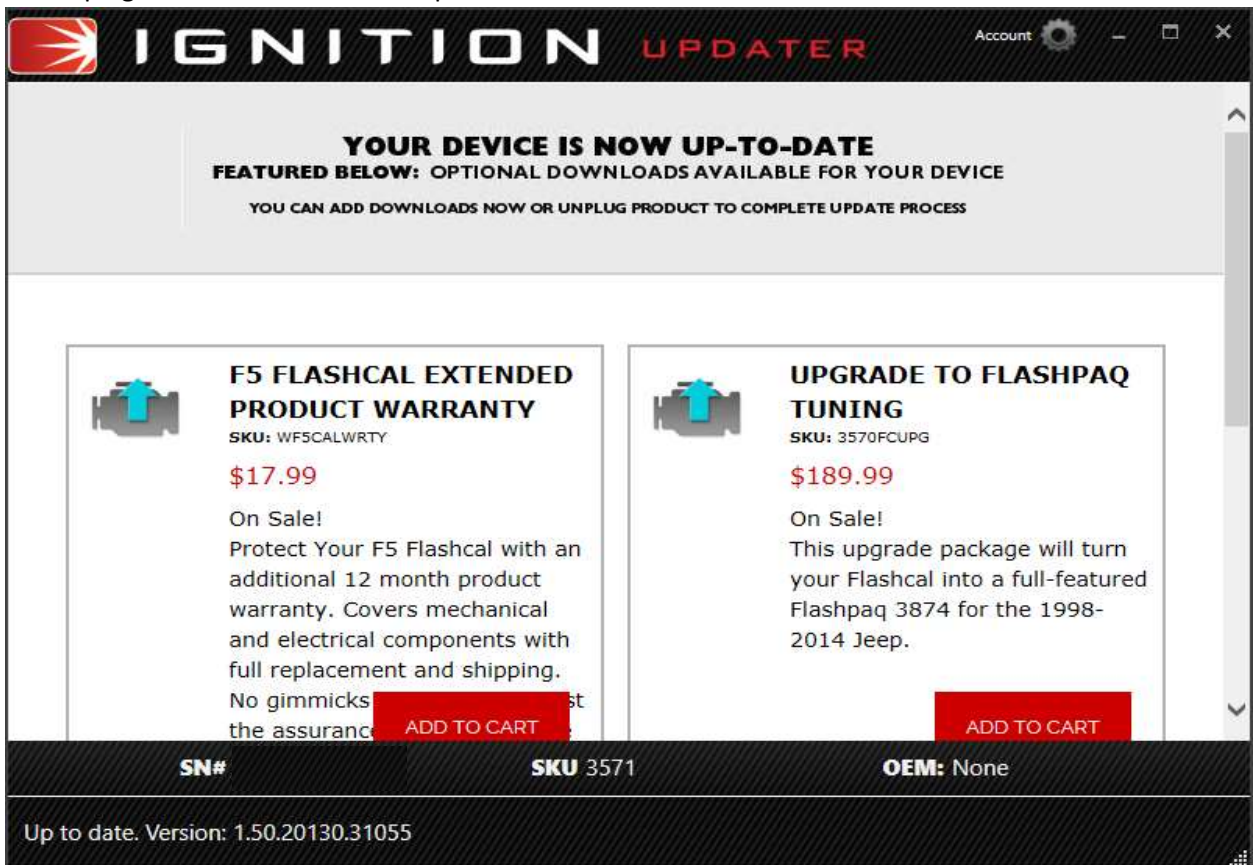 IGNITION UPDATER Account
YOUR DEVICE IS NOW UP-TO-DATE
FEATURED BELOW: OPTIONAL DOWNLOADS AVAILABLE FOR YOUR DEVICE
YOU CAN ADD DOWNLOADS NOW OR UNPLUG PRODUCT TO COMPLETE UPDATE PROCESS
F5 FLASHCAL EXTENDED
PRODUCT WARRANTY
SKU: WF5CALWRTY
$17.99
On Sale!
Protect Your F5 Flashcal with an
additional 12 month product
warranty. Covers mechanical
and electrical components with
full replacement and shipping.
No gimmicks
the
ADD TO CART
UPGRADE TO FLASHPAQ
TUNING
SKU: 3570FCUPG
$189.99
On Sale!
This upgrade package will turn
your Flashcal into a full-featured
Flashpaq 3874 for the 1998-
2014 Jeep.
ADD TO CART
SN# SKU 3571 OEM: None
Up to date. Version: 1.50.20130.31055